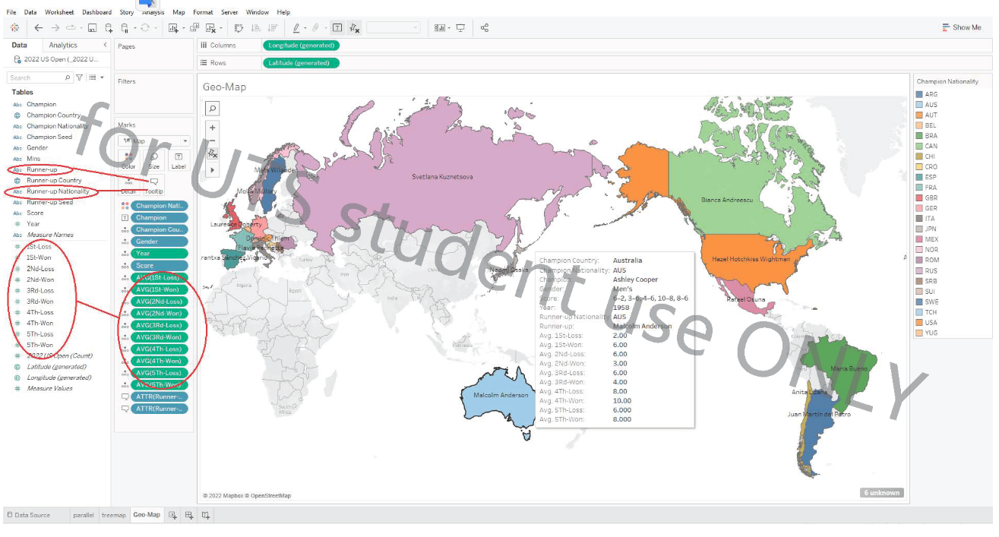 File Data Worksheet Dashboard Story Analysis Map Format Server Window Help
Show Me
Data Analytics
2022 US Open (_2022 U...
Search
Tables
Abc Champion
Champion Country
Abc Champion Nationality
Abc Champion Seed
Abc Gender
Abc Mins
Abc Runner-up
Runner-up Country
Abc Runner-up Nationality
Abc Runner-up Seed
Abc Score
# Year
Abc Measure Names
# 1St-Loss
# 1St-Won
# 2Nd-Loss
# 2Nd-Won
# 3Rd-Loss
# 3Rd-Won
# 4Th-Loss
# 4Th-Won
# 5Th-Loss
# 5Th-Won
# 2022 US Open (Count)
Latitude (generated)
Longitude (generated)
# Measure Values
Pages
Filters
Marks
Map
Color Size Label
Detail Tooltip
Champion Nati..
Champion
Champion Cou..
Gender
Year
Score
AVG(1St-Loss)
AVG(1St-Won)
AVG(2Nd-Loss)
AVG(2Nd-Won)
AVG(3Rd-Loss)
AVG(3Rd-Won)
AVG(4Th-Loss)
AVG(4Th-Won)
AVG(5Th-Loss)
AVG(5Th-Won)
ATTR(Runner-..
ATTR(Runner-..
Columns Longitude (generated)
Rows Latitude (generated)
Geo-Map
Mats Wilander
Molla Mallory
Laurence Doherty
Dominic Thiem
Flavia Pennetta
Svetlana Kuznetsova
Bianca Andreescu
Hazel Hotchkiss Wightman
Rafael Osuna
Naomi Osaka
Turkey
Iran
China
Algeria
Egypt
India
Indonesia
South Africa
Malcolm Anderson
Maria Bueno
Anita Lizana
Juan Martín del Potro
Champion Country: Australia
Champion Nationality: AUS
Champion: Ashley Cooper
Gender: Men's
Score: 6–2, 3–6, 4–6, 10–8, 8–6
Year: 1958
Runner-up Nationality: AUS
Runner-up: Malcolm Anderson
Avg. 1St-Loss: 2.00
Avg. 1St-Won: 6.00
Avg. 2Nd-Loss: 6.00
Avg. 2Nd-Won: 3.00
Avg. 3Rd-Loss: 6.00
Avg. 3Rd-Won: 4.00
Avg. 4Th-Loss: 8.00
Avg. 4Th-Won: 10.00
Avg. 5Th-Loss: 6.000
Avg. 5Th-Won: 8.000
© 2022 Mapbox © OpenStreetMap
6 unknown
Champion Nationality
ARG
AUS
AUT
BEL
BRA
CAN
CHI
CRO
ESP
FRA
GBR
GER
ITA
JPN
MEX
NOR
ROM
RUS
SRB
SUI
SWE
TCH
USA
YUG
Data Source parallel treemap Geo-Map
for UTS student use ONLY